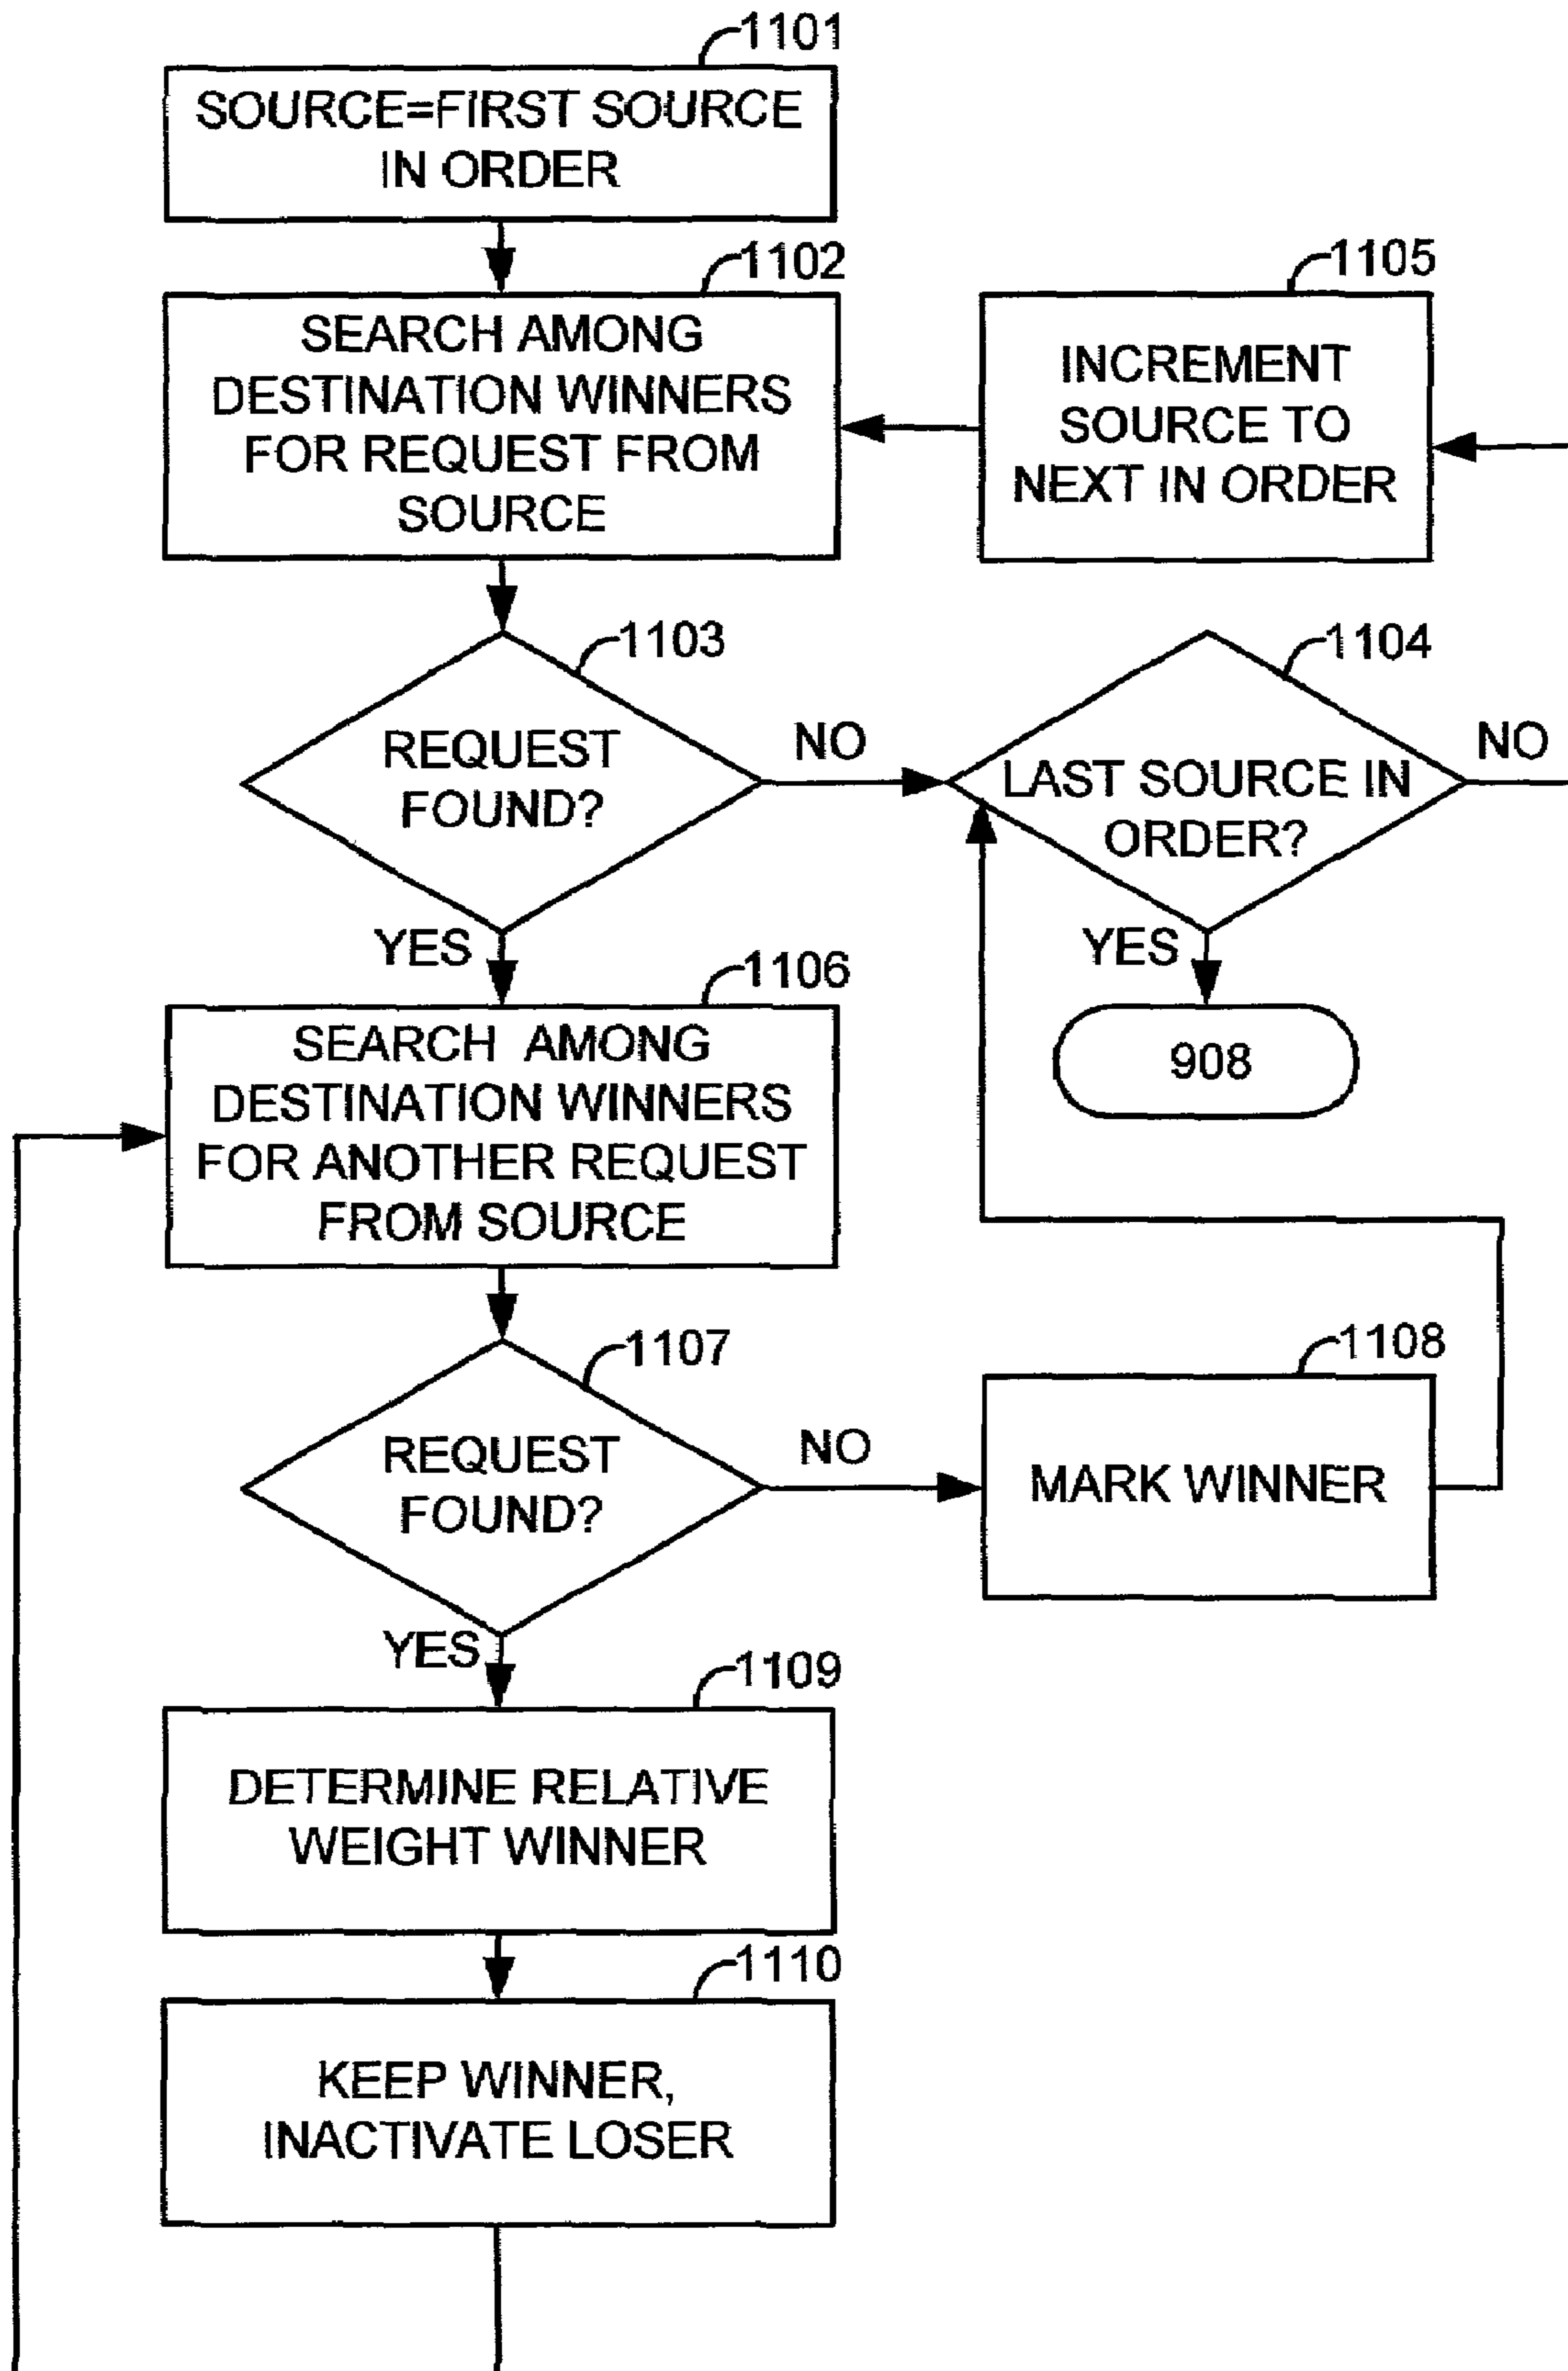 1101
SOURCE=FIRST SOURCE
IN ORDER
1102
SEARCH AMONG
DESTINATION WINNERS
FOR REQUEST FROM
SOURCE
1105
INCREMENT
SOURCE TO
NEXT IN ORDER
1103
REQUEST
FOUND?
NO
YES
1104
LAST SOURCE IN
ORDER?
NO
YES
908
1106
SEARCH AMONG
DESTINATION WINNERS
FOR ANOTHER REQUEST
FROM SOURCE
1107
REQUEST
FOUND?
NO
YES
1108
MARK WINNER
1109
DETERMINE RELATIVE
WEIGHT WINNER
1110
KEEP WINNER,
INACTIVATE LOSER